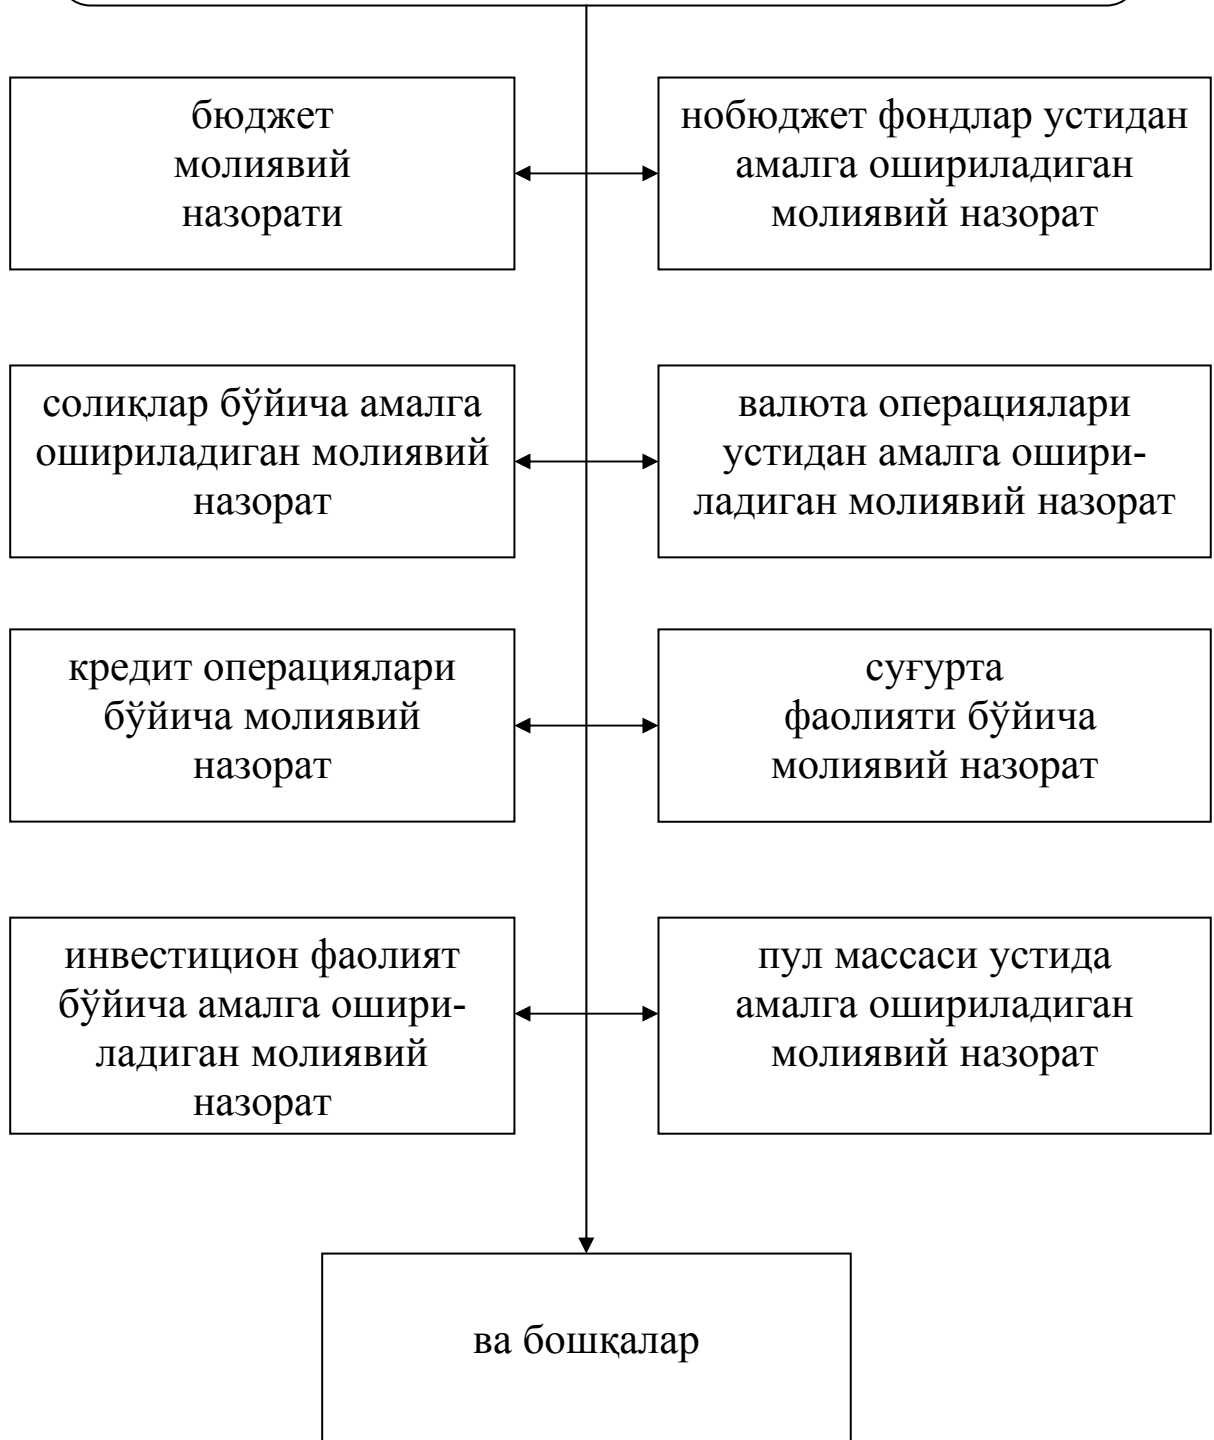 бюджет
молиявий
назорати
нобюджет фондлар устидан
амалга ошириладиган
молиявий назорат
солиқлар бўйича амалга
ошириладиган молиявий
назорат
валюта операциялари
устидан амалга ошири-
ладиган молиявий назорат
кредит операциялари
бўйича молиявий
назорат
суғурта
фаолияти бўйича
молиявий назорат
инвестицион фаолият
бўйича амалга ошири-
ладиган молиявий
назорат
пул массаси устида
амалга ошириладиган
молиявий назорат
ва бошқалар